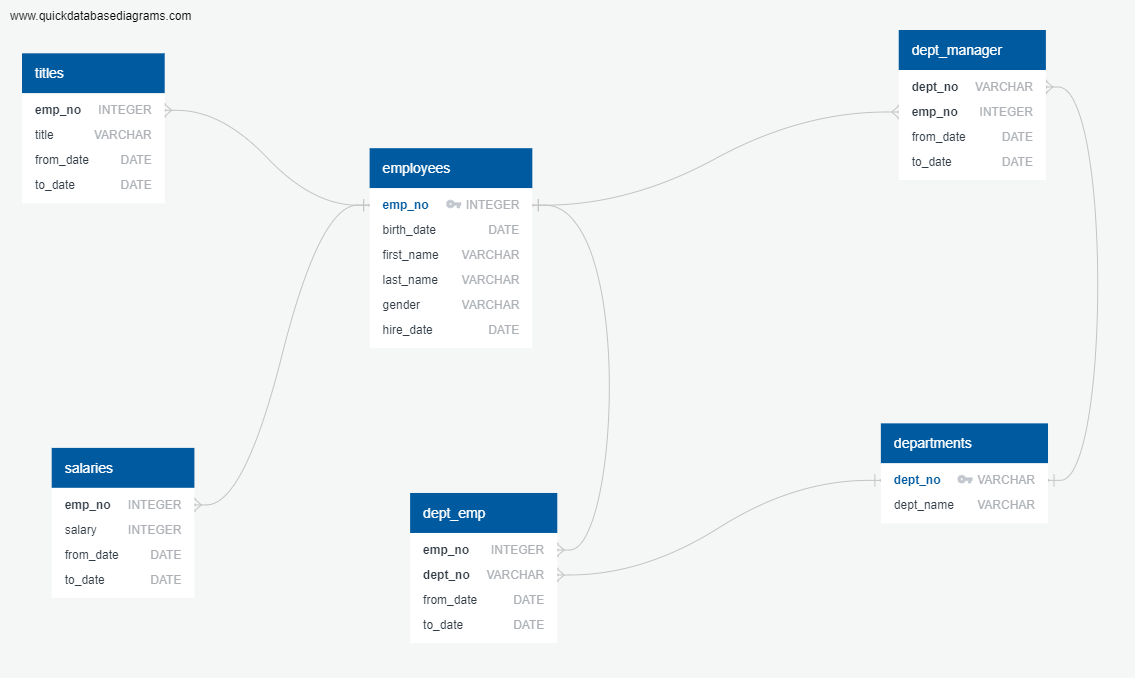 www.quickdatabasediagrams.com
titles
emp_no INTEGER
title VARCHAR
from_date DATE
to_date DATE
dept_manager
dept_no VARCHAR
emp_no INTEGER
from_date DATE
to_date DATE
employees
emp_no INTEGER
birth_date DATE
first_name VARCHAR
last_name VARCHAR
gender VARCHAR
hire_date DATE
salaries
emp_no INTEGER
salary INTEGER
from_date DATE
to_date DATE
dept_emp
emp_no INTEGER
dept_no VARCHAR
from_date DATE
to_date DATE
departments
dept_no VARCHAR
dept_name VARCHAR